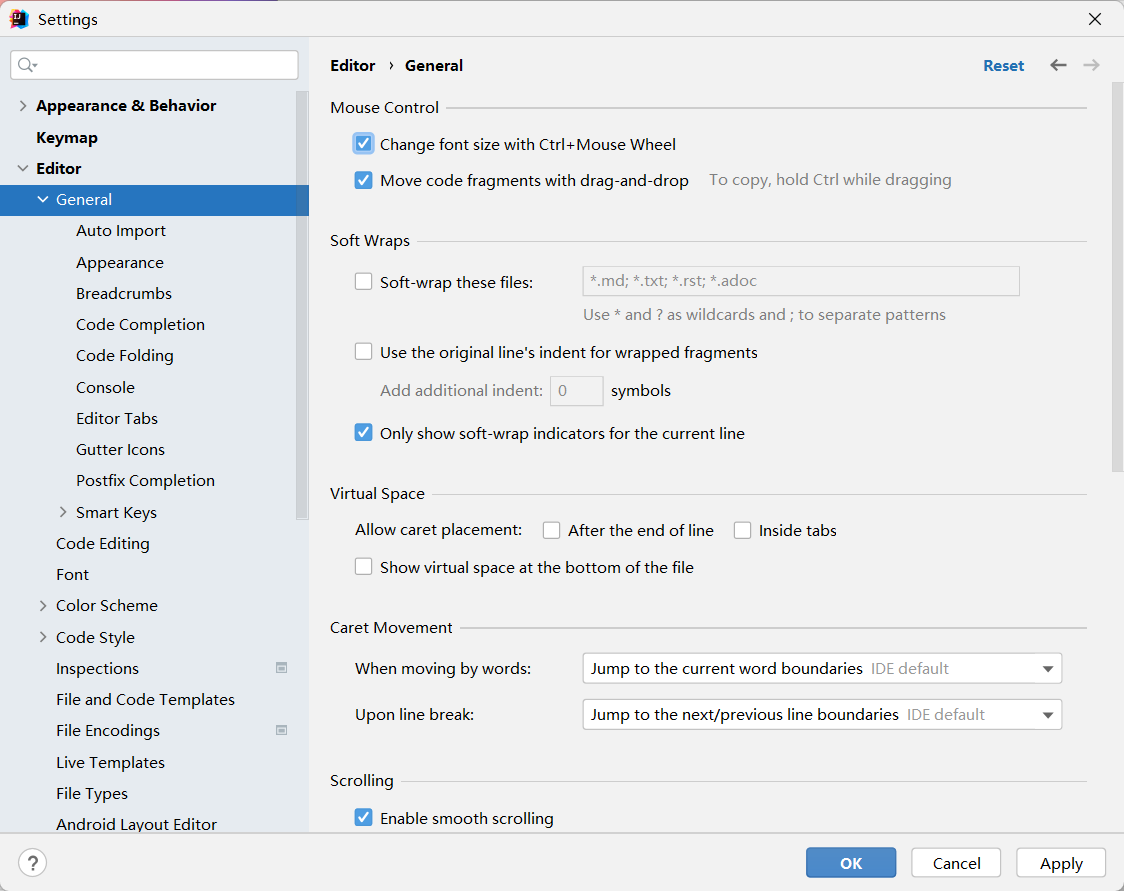 Settings
Appearance & Behavior
Keymap
Editor
General
Auto Import
Appearance
Breadcrumbs
Code Completion
Code Folding
Console
Editor Tabs
Gutter Icons
Postfix Completion
Smart Keys
Code Editing
Font
Color Scheme
Code Style
Inspections
File and Code Templates
File Encodings
Live Templates
File Types
Android Layout Editor
Editor › General Reset
Mouse Control
Change font size with Ctrl+Mouse Wheel
Move code fragments with drag-and-drop To copy, hold Ctrl while dragging
Soft Wraps
Soft-wrap these files: *.md; *.txt; *.rst; *.adoc
Use * and ? as wildcards and ; to separate patterns
Use the original line's indent for wrapped fragments
Add additional indent: 0 symbols
Only show soft-wrap indicators for the current line
Virtual Space
Allow caret placement: After the end of line Inside tabs
Show virtual space at the bottom of the file
Caret Movement
When moving by words: Jump to the current word boundaries IDE default
Upon line break: Jump to the next/previous line boundaries IDE default
Scrolling
Enable smooth scrolling
? OK Cancel Apply